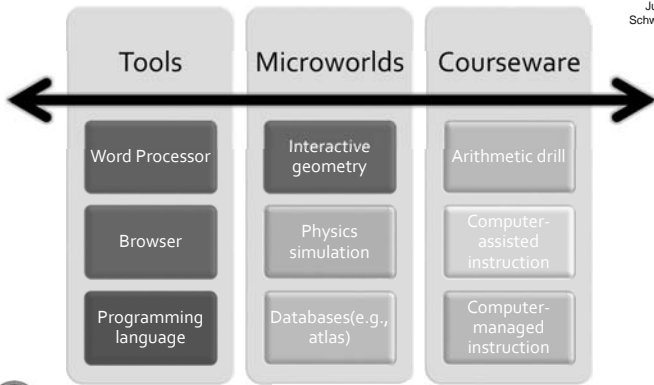 Tools
Word Processor
Browser
Programming
language
Microworlds
Interactive
geometry
Physics
simulation
Databases(e.g.,
atlas)
Courseware
Arithmetic drill
Computer-
assisted
instruction
Computer-
managed
instruction